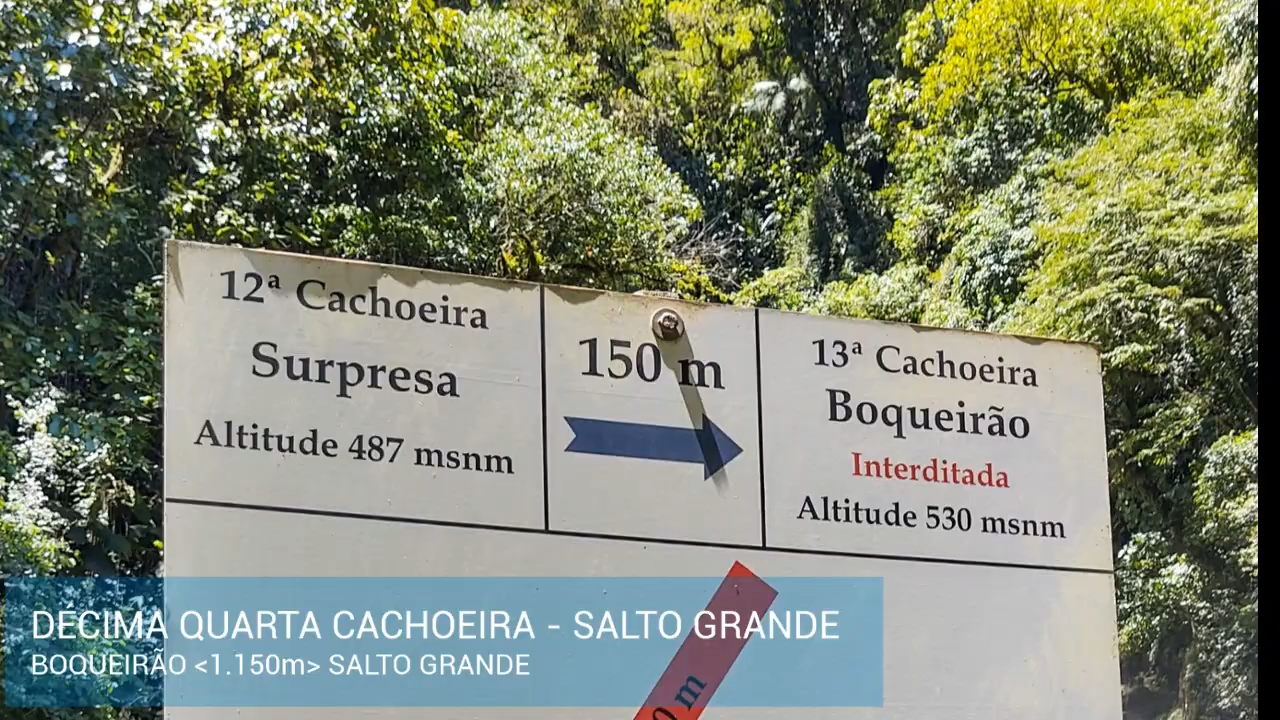 12ª Cachoeira
Surpresa
Altitude 487 msnm
150 m
13ª Cachoeira
Boqueirão
Interditada
Altitude 530 msnm
DÉCIMA QUARTA CACHOEIRA - SALTO GRANDE
BOQUEIRÃO <1.150m> SALTO GRANDE